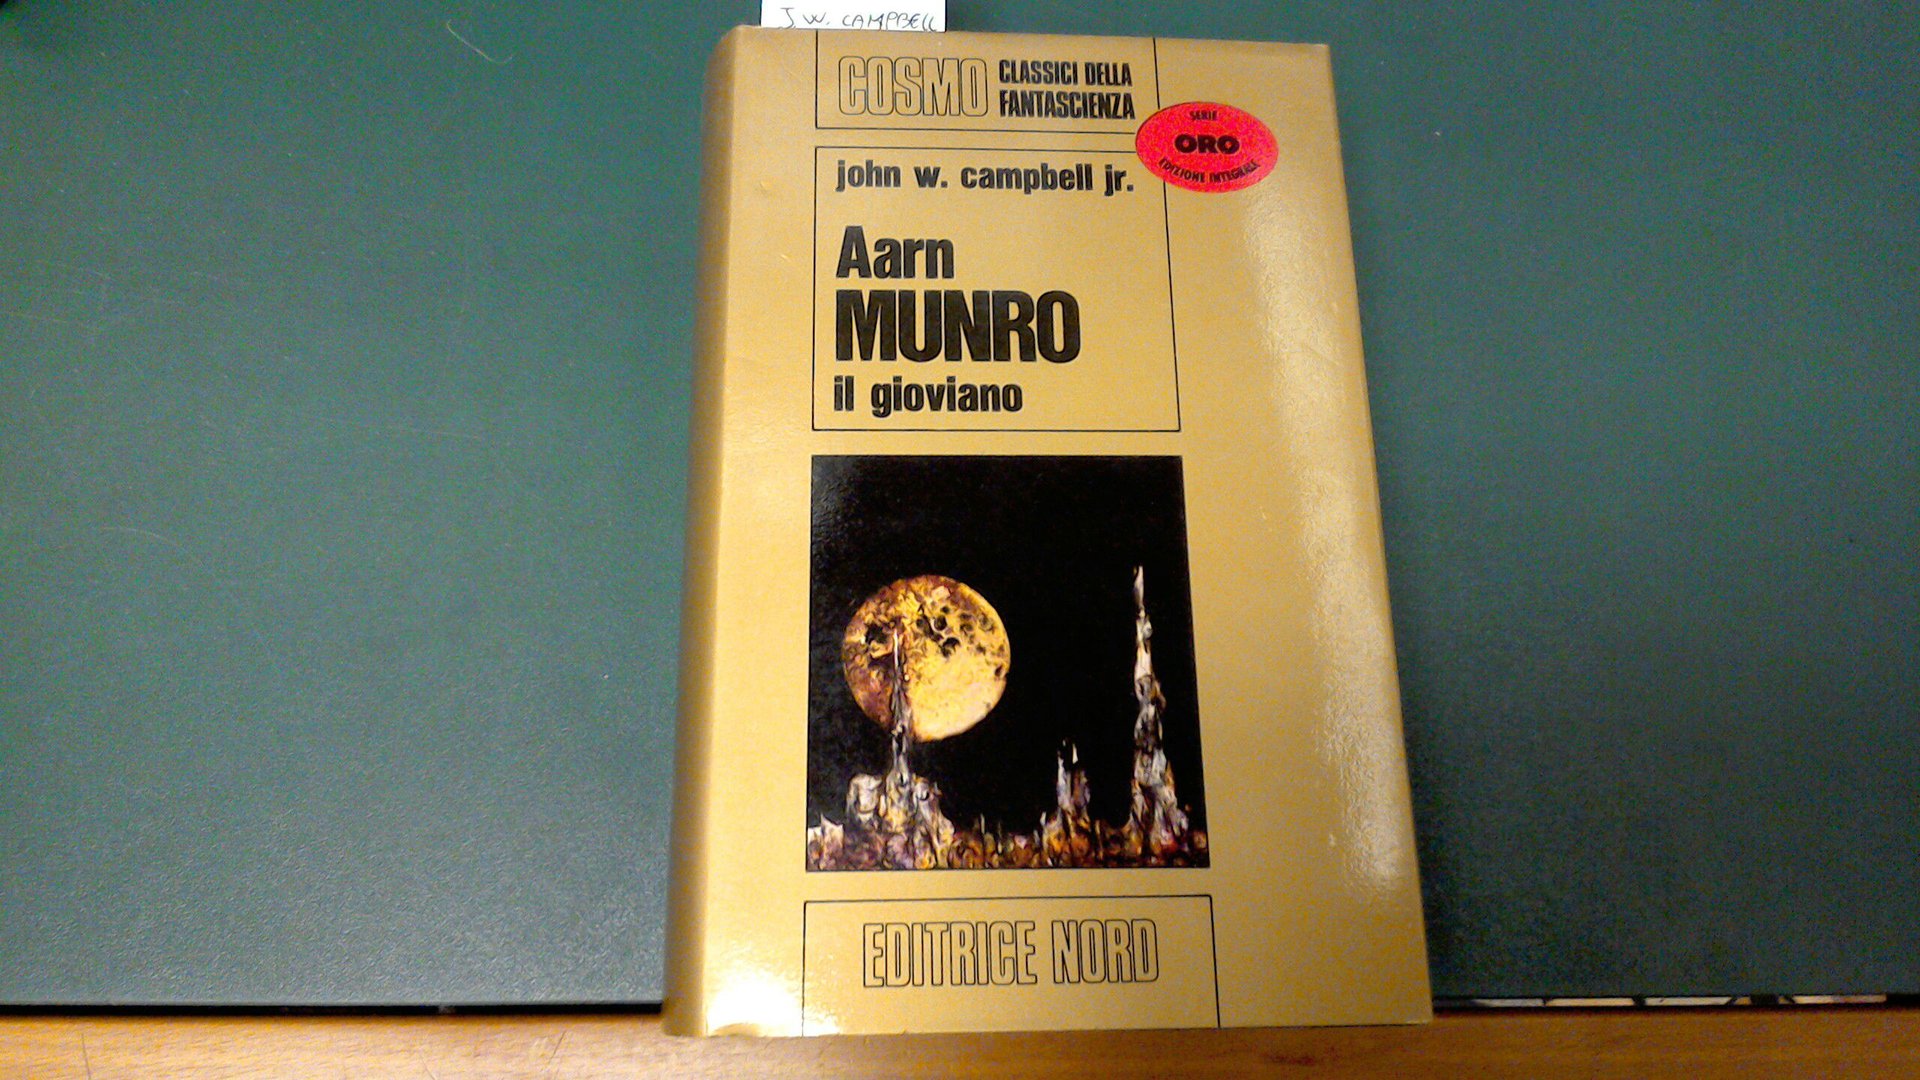 J. W. CAMPBELL
COSMO
CLASSICI DELLA
FANTASCIENZA
SERIE
ORO
EDIZIONE INTEGRALE
john w. campbell jr.
Aarn
MUNRO
il gioviano
EDITRICE NORD